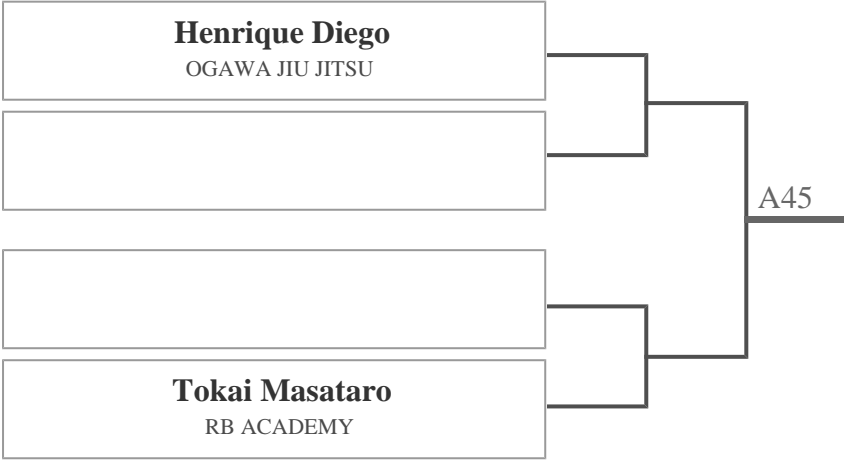 Henrique Diego
OGAWA JIU JITSU
A45
Tokai Masataro
RB ACADEMY